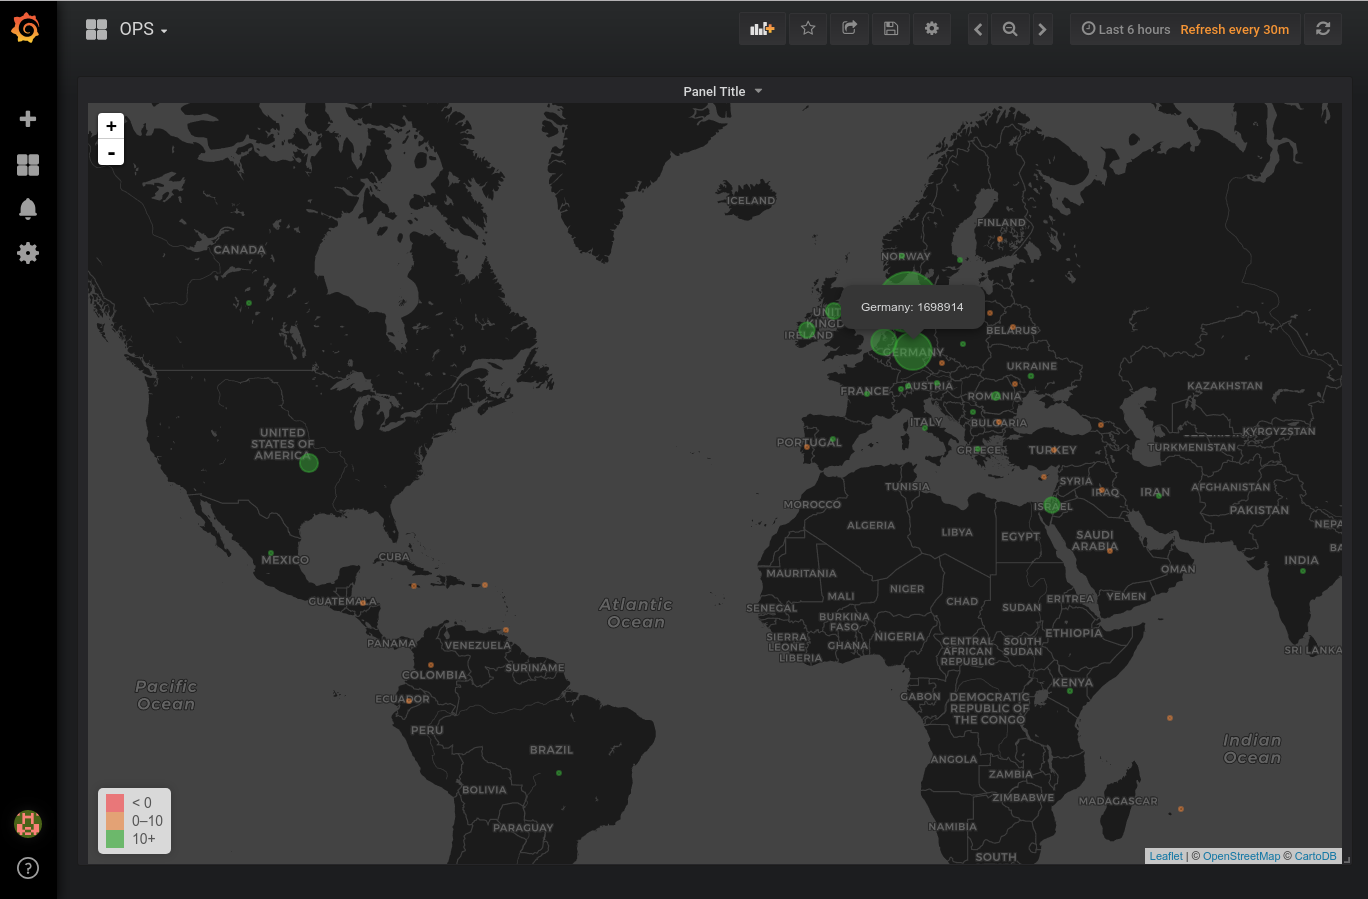 OPS
Last 6 hours Refresh every 30m
Panel Title
+
-
ICELAND
FINLAND
CANADA
NORWAY
Germany: 1698914
UNIT
KINGD
IRELAND
BELARUS
GERMANY
UKRAINE
FRANCE
AUSTRIA
KAZAKHSTAN
ROMANIA
ITALY
BULGARIA
UNITED
STATES OF
AMERICA
KYRGYZSTAN
PORTUGAL
TURKMENISTAN
GREECE
TURKEY
SYRIA
TUNISIA
IRAQ
IRAN
AFGHANISTAN
MOROCCO
ISRAEL
PAKISTAN
ALGERIA
LIBYA
EGYPT
SAUDI
ARABIA
NEPA
BA
CUBA
MEXICO
INDIA
MAURITANIA
OMAN
NIGER
MALI
CHAD
ERITREA
YEMEN
GUATEMALA
Atlantic
Ocean
SENEGAL
SUDAN
BURKINA
FASO
PANAMA
VENEZUELA
SIERRA
LEONE
LIBERIA
GHANA
NIGERIA
CENTRAL
AFRICAN
REPUBLIC
SOUTH
SUDAN
ETHIOPIA
SRI LANKA
SURINAME
COLOMBIA
KENYA
Pacific
Ocean
ECUADOR
GABON
DEMOCRATIC
REPUBLIC OF
THE CONGO
PERU
BRAZIL
Indian
Ocean
ANGOLA
ZAMBIA
BOLIVIA
ZIMBABWE
MADAGASCAR
PARAGUAY
NAMIBIA
SOUTH
< 0
0–10
10+
Leaflet | © OpenStreetMap © CartoDB
?